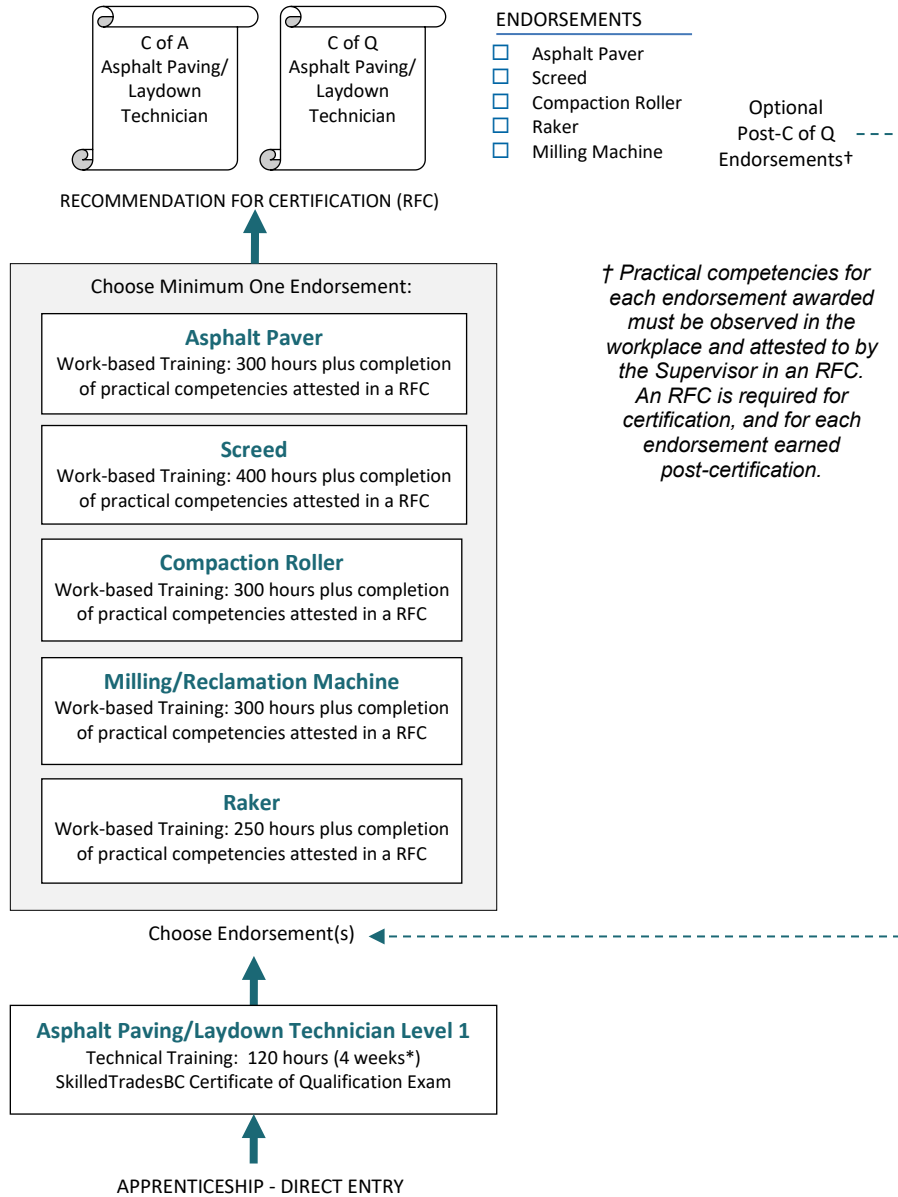 C of A
Asphalt Paving/
Laydown
Technician
C of Q
Asphalt Paving/
Laydown
Technician
ENDORSEMENTS
Asphalt Paver
Screed
Compaction Roller
Raker
Milling Machine
Optional
Post-C of Q
Endorsements†
RECOMMENDATION FOR CERTIFICATION (RFC)
Choose Minimum One Endorsement:
Asphalt Paver
Work-based Training: 300 hours plus completion
of practical competencies attested in a RFC
Screed
Work-based Training: 400 hours plus completion
of practical competencies attested in a RFC
Compaction Roller
Work-based Training: 300 hours plus completion
of practical competencies attested in a RFC
Milling/Reclamation Machine
Work-based Training: 300 hours plus completion
of practical competencies attested in a RFC
Raker
Work-based Training: 250 hours plus completion
of practical competencies attested in a RFC
† Practical competencies for
each endorsement awarded
must be observed in the
workplace and attested to by
the Supervisor in an RFC.
An RFC is required for
certification, and for each
endorsement earned
post-certification.
Choose Endorsement(s)
Asphalt Paving/Laydown Technician Level 1
Technical Training: 120 hours (4 weeks*)
SkilledTradesBC Certificate of Qualification Exam
APPRENTICESHIP - DIRECT ENTRY